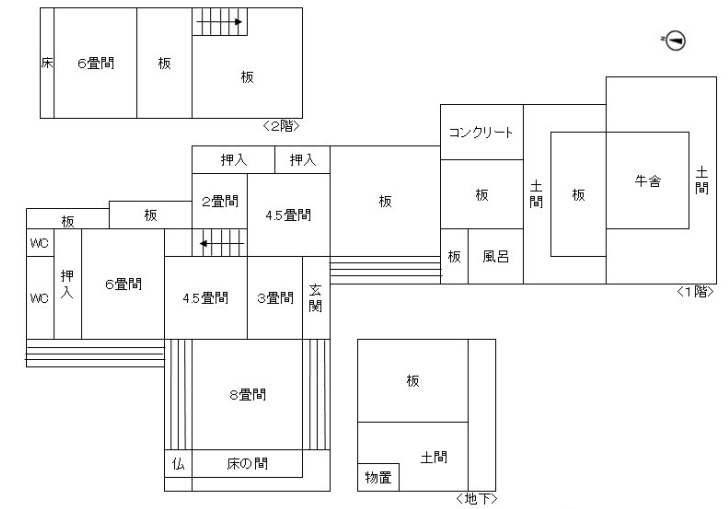 床
6畳間
板
板
〈2階〉
N
コンクリート
押入
押入
2畳間
4.5畳間
板
板
土間
板
牛舎
土間
板
板
WC
WC
押入
6畳間
4.5畳間
3畳間
玄関
板
風呂
〈1階〉
8畳間
仏
床の間
板
土間
物置
〈地下〉